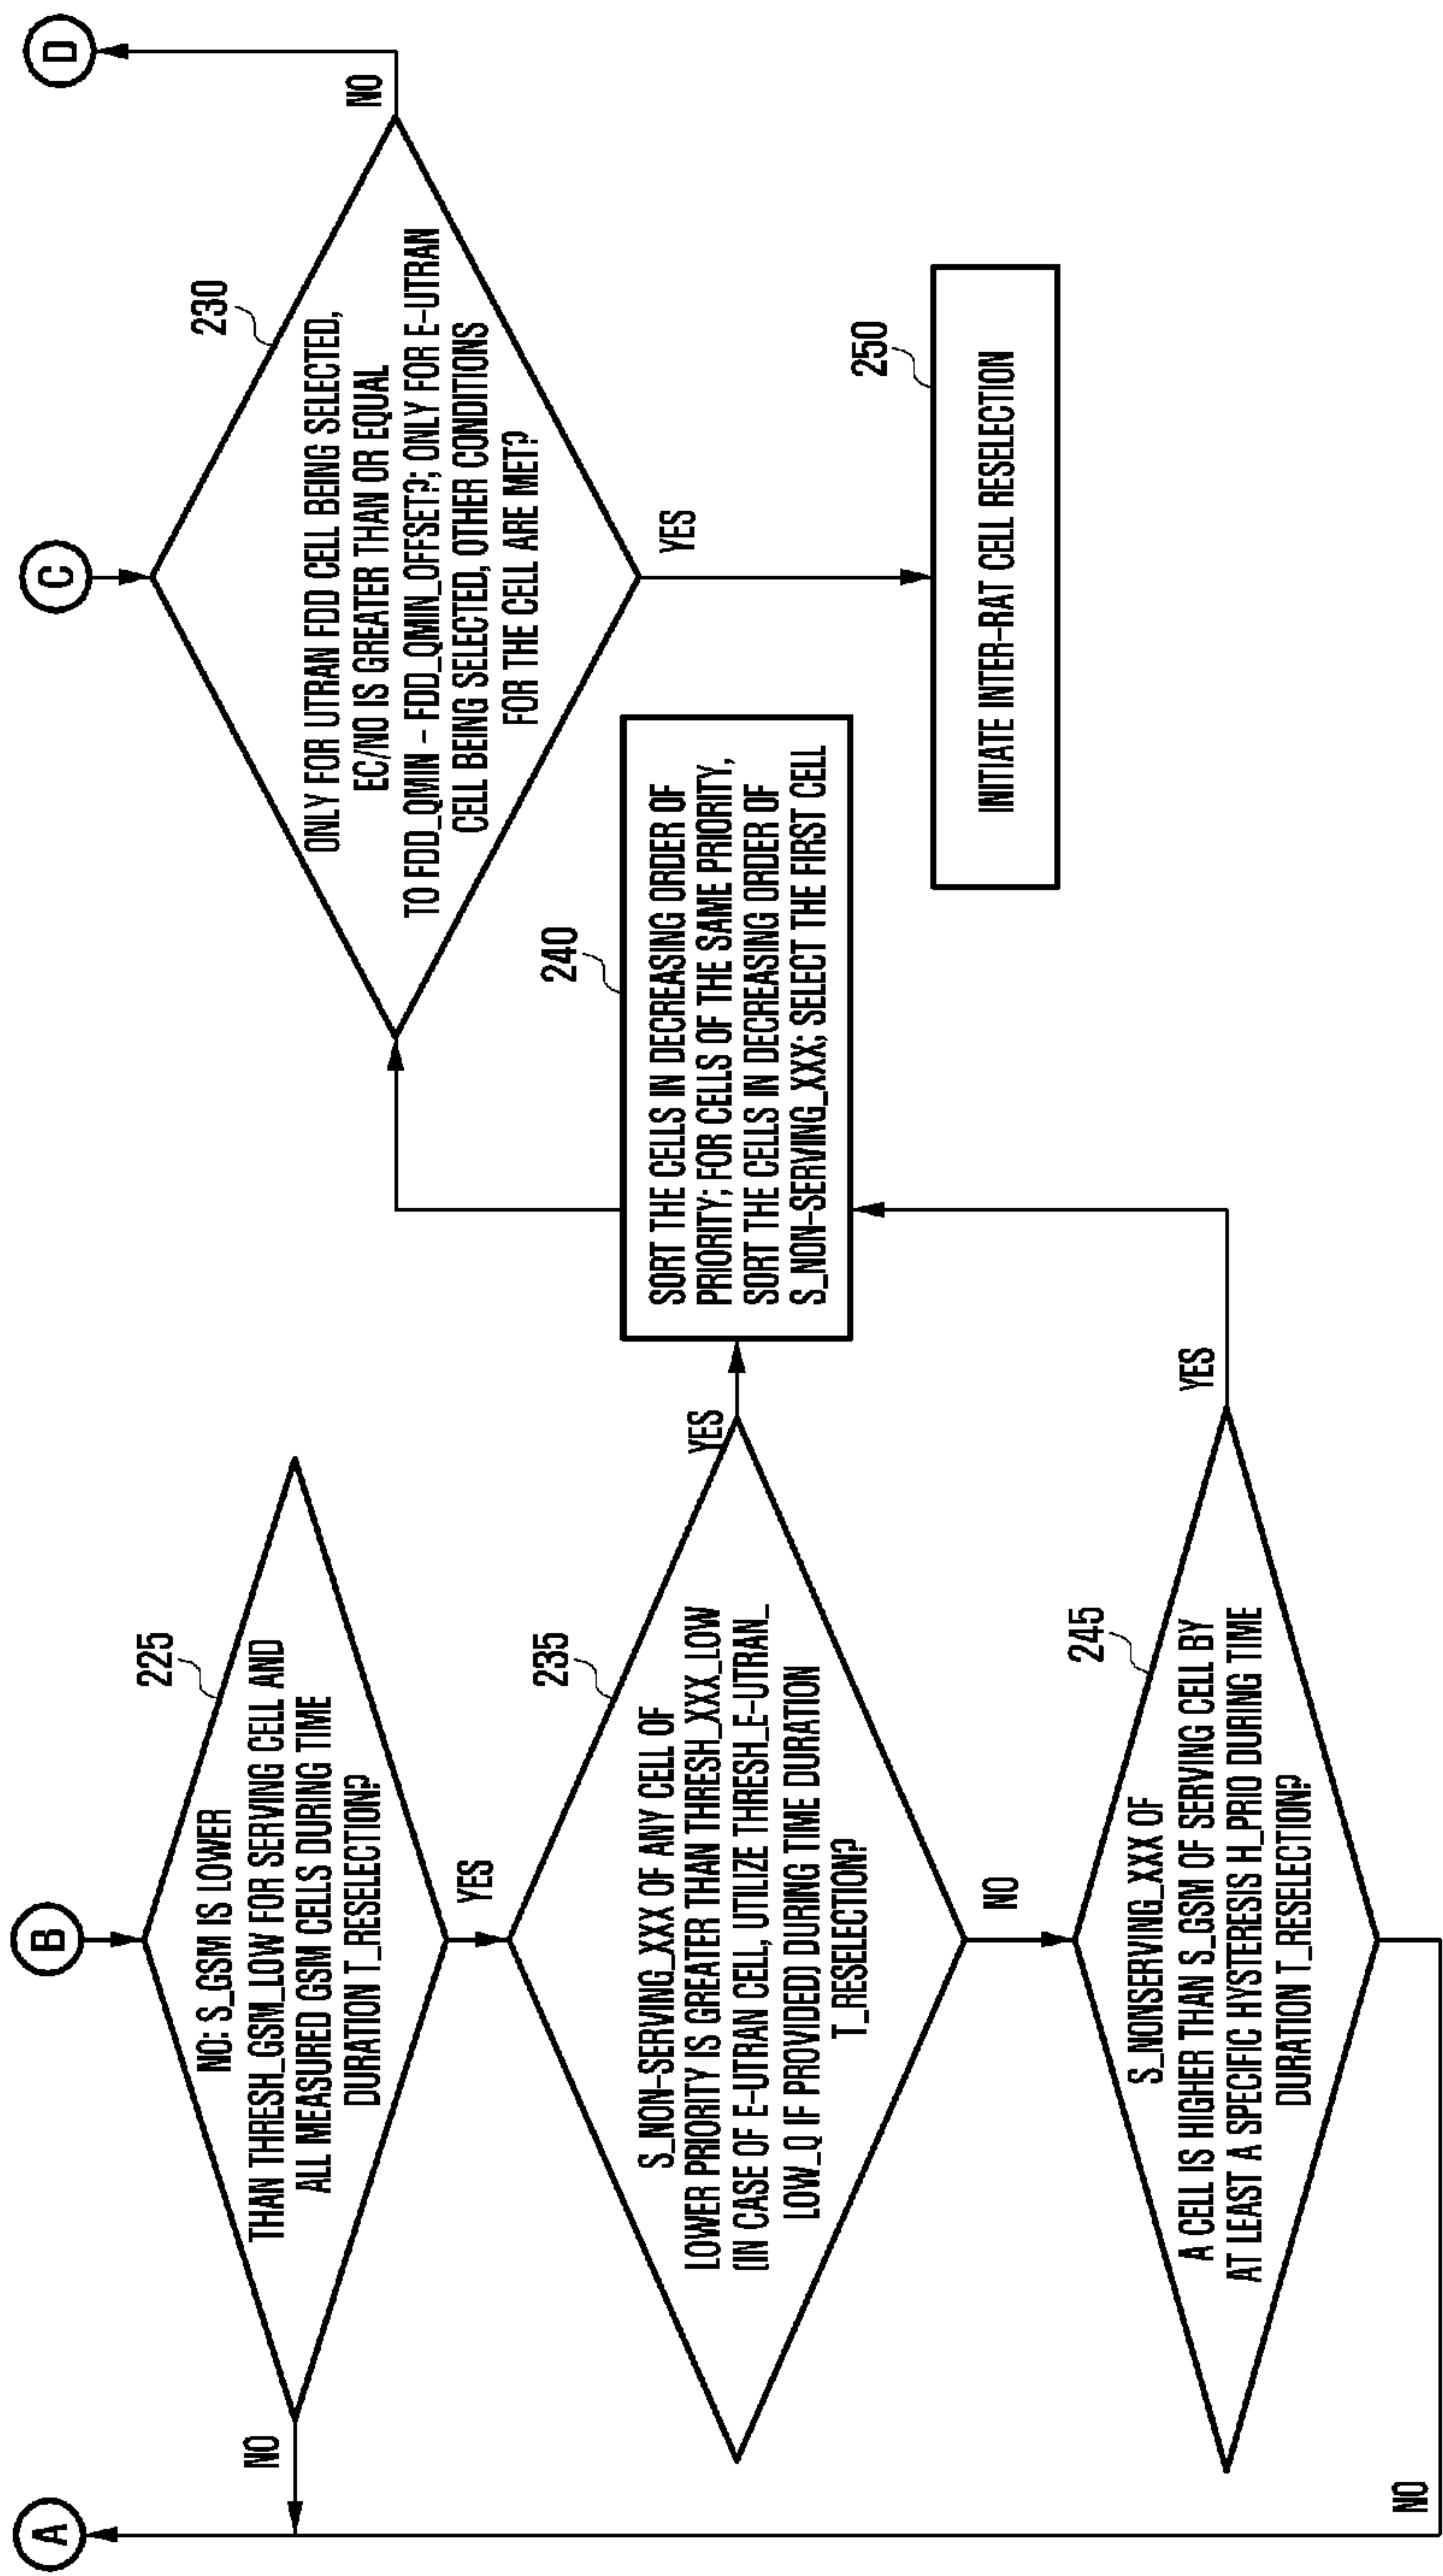 A
B
C
D
225
NO: S_GSM IS LOWER
THAN THRESH_GSM_LOW FOR SERVING CELL AND
ALL MEASURED GSM CELLS DURING TIME
DURATION T_RESELECTION?
NO
YES
235
S_NON-SERVING_XXX OF ANY CELL OF
LOWER PRIORITY IS GREATER THAN THRESH_XXX_LOW
(IN CASE OF E-UTRAN CELL, UTILIZE THRESH_E-UTRAN_
LOW_Q IF PROVIDED) DURING TIME DURATION
T_RESELECTION?
YES
NO
245
S_NONSERVING_XXX OF
A CELL IS HIGHER THAN S_GSM OF SERVING CELL BY
AT LEAST A SPECIFIC HYSTERESIS H_PRIO DURING TIME
DURATION T_RESELECTION?
YES
NO
240
SORT THE CELLS IN DECREASING ORDER OF
PRIORITY; FOR CELLS OF THE SAME PRIORITY,
SORT THE CELLS IN DECREASING ORDER OF
S_NON-SERVING_XXX; SELECT THE FIRST CELL
230
ONLY FOR UTRAN FDD CELL BEING SELECTED,
EC/NO IS GREATER THAN OR EQUAL
TO FDD_QMIN - FDD_QMIN_OFFSET?; ONLY FOR E-UTRAN
CELL BEING SELECTED, OTHER CONDITIONS
FOR THE CELL ARE MET?
NO
YES
250
INITIATE INTER-RAT CELL RESELECTION